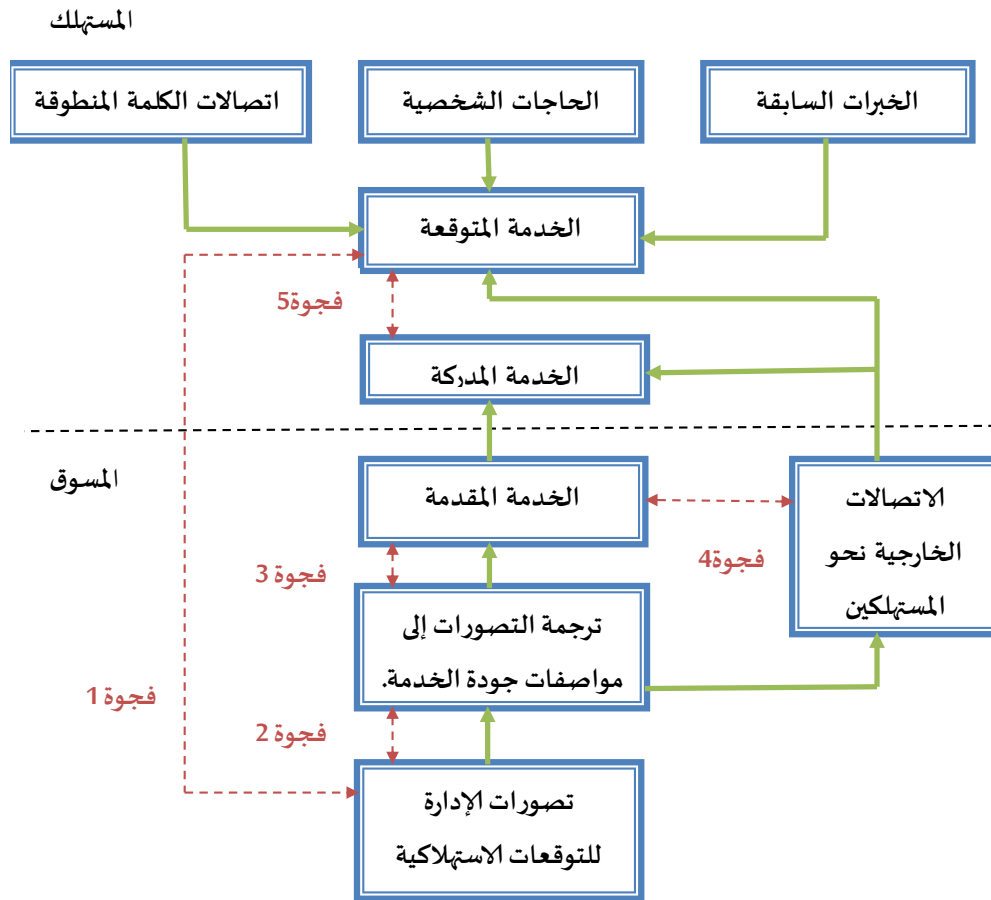 المستهلك
الخبرات السابقة
الحاجات الشخصية
اتصالات الكلمة المنطوقة
الخدمة المتوقعة
فجوة5
الخدمة المدركة
المسوق
الخدمة المقدمة
الاتصالات
الخارجية نحو
المستهلكين
فجوة4
فجوة 3
ترجمة التصورات إلى
مواصفات جودة الخدمة.
فجوة 1
فجوة 2
تصورات الإدارة
للتوقعات الاستهلاكية